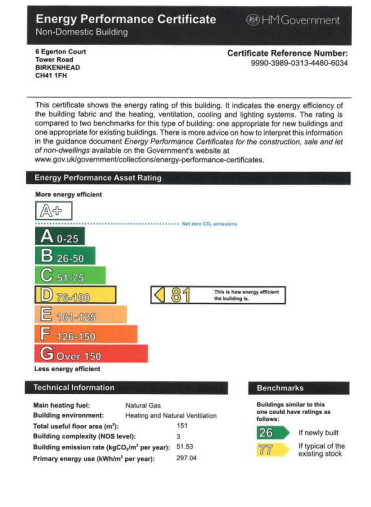 Energy Performance Certificate
HM Government
Non-Domestic Building
6 Egerton Court
Tower Road
BIRKENHEAD
CH41 1FH
Certificate Reference Number:
9990-3989-0313-4480-6034
This certificate shows the energy rating of this building. It indicates the energy efficiency of
the building fabric and the heating, ventilation, cooling and lighting systems. The rating is
compared to two benchmarks for this type of building: one appropriate for new buildings and
one appropriate for existing buildings. There is more advice on how to interpret this information
in the guidance document Energy Performance Certificates for the construction, sale and let
of non-dwellings available on the Government's website at
www.gov.uk/government/collections/energy-performance-certificates.
Energy Performance Asset Rating
More energy efficient
A+
Net zero CO₂ emissions
A 0-25
B 26-50
C 51-75
D 76-100
81
This is how energy efficient
the building is.
E 101-125
F 126-150
G Over 150
Less energy efficient
Technical Information
Main heating fuel: Natural Gas
Building environment: Heating and Natural Ventilation
Total useful floor area (m²): 151
Building complexity (NOS level): 3
Building emission rate (kgCO₂/m² per year): 51.53
Primary energy use (kWh/m² per year): 297.04
Benchmarks
Buildings similar to this
one could have ratings as
follows:
26 If newly built
77 If typical of the
existing stock